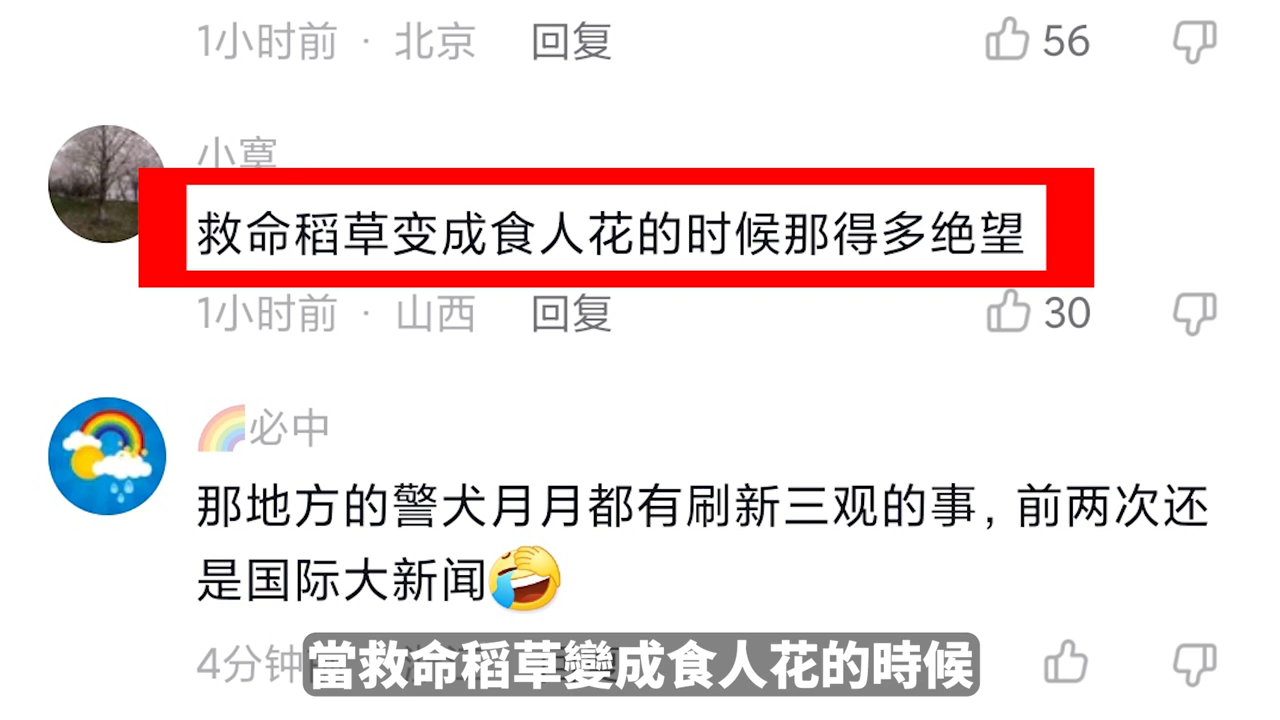 1小时前 · 北京 回复 56
小寞
救命稻草变成食人花的时候那得多绝望
1小时前 · 山西 回复 30
🌈必中
那地方的警犬月月都有刷新三观的事，前两次还
是国际大新闻🤣
4分钟
當救命稻草變成食人花的時候